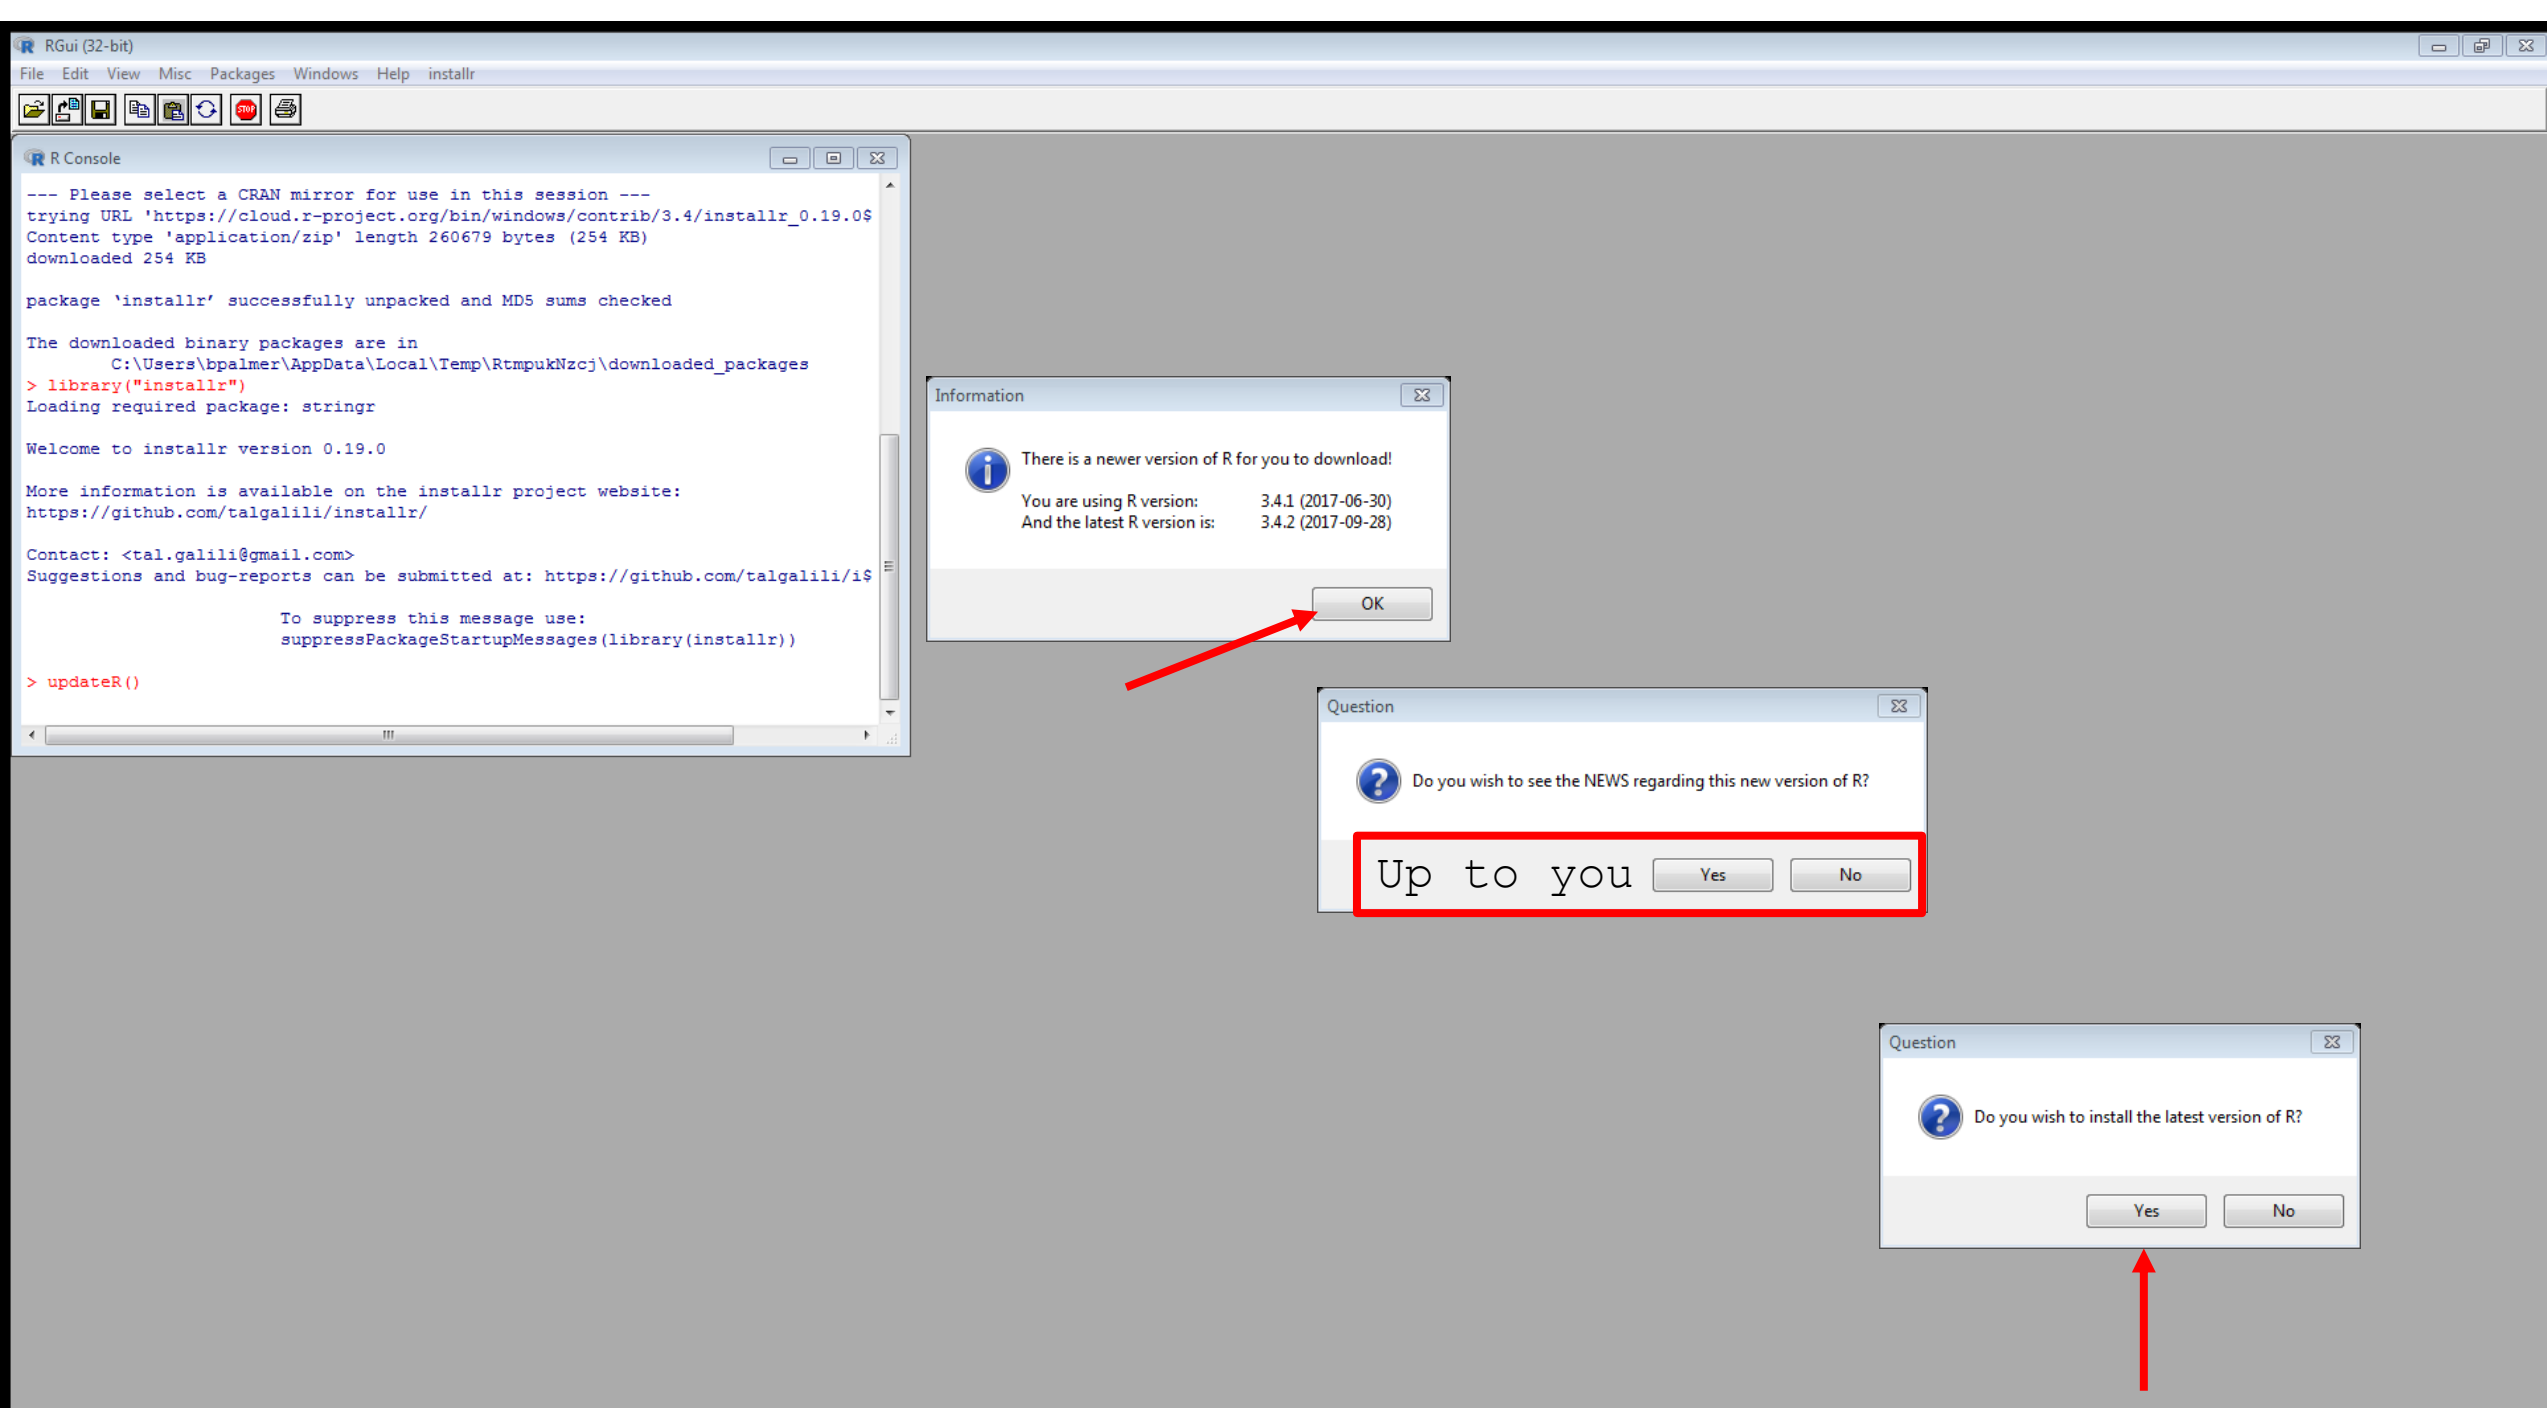 RGui (32-bit)
File Edit View Misc Packages Windows Help installr
STOP
R Console
--- Please select a CRAN mirror for use in this session ---
trying URL 'https://cloud.r-project.org/bin/windows/contrib/3.4/installr_0.19.0$
Content type 'application/zip' length 260679 bytes (254 KB)
downloaded 254 KB
package ‘installr’ successfully unpacked and MD5 sums checked
The downloaded binary packages are in
C:\Users\bpalmer\AppData\Local\Temp\RtmpukNzcj\downloaded_packages
> library("installr")
Loading required package: stringr
Welcome to installr version 0.19.0
More information is available on the installr project website:
https://github.com/talgalili/installr/
Contact: <tal.galili@gmail.com>
Suggestions and bug-reports can be submitted at: https://github.com/talgalili/i$
To suppress this message use:
suppressPackageStartupMessages(library(installr))
> updateR()
Information
There is a newer version of R for you to download!
You are using R version: 3.4.1 (2017-06-30)
And the latest R version is: 3.4.2 (2017-09-28)
OK
Question
Do you wish to see the NEWS regarding this new version of R?
Up to you Yes No
Question
Do you wish to install the latest version of R?
Yes No